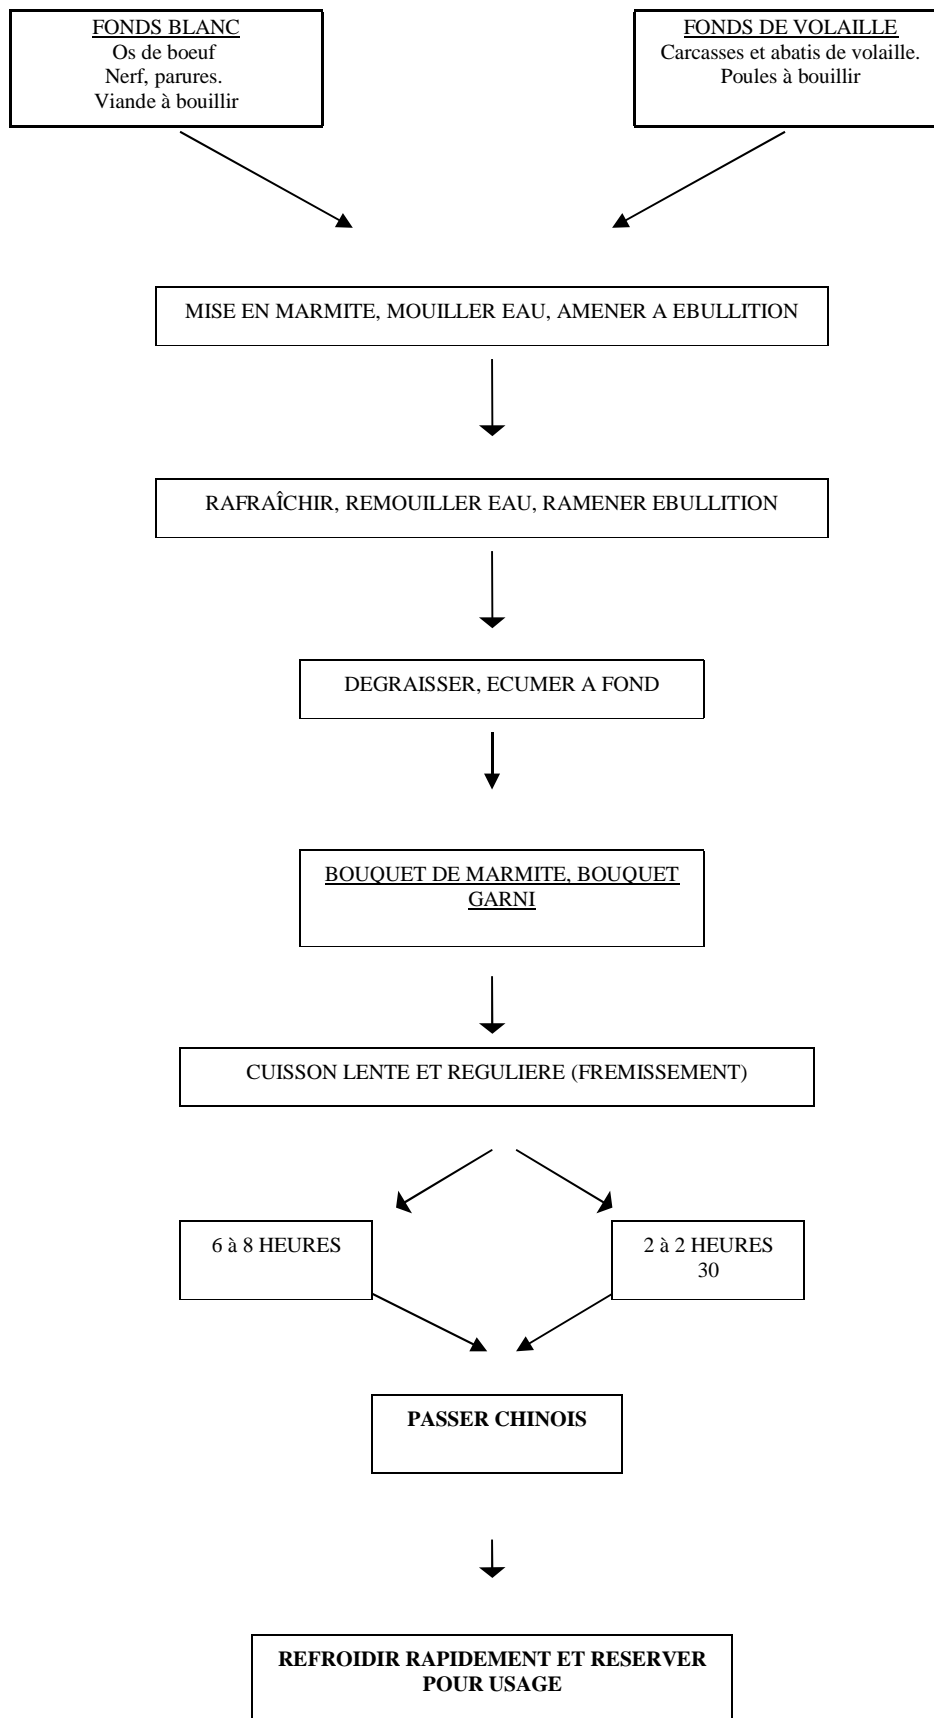 FONDS BLANC
Os de boeuf
Nerf, parures.
Viande à bouillir
FONDS DE VOLAILLE
Carcasses et abatis de volaille.
Poules à bouillir
MISE EN MARMITE, MOUILLER EAU, AMENER A EBULLITION
RAFRAÎCHIR, REMOUILLER EAU, RAMENER EBULLITION
DEGRAISSER, ECUMER A FOND
BOUQUET DE MARMITE, BOUQUET
GARNI
CUISSON LENTE ET REGULIERE (FREMISSEMENT)
6 à 8 HEURES
2 à 2 HEURES
30
PASSER CHINOIS
REFROIDIR RAPIDEMENT ET RESERVER
POUR USAGE